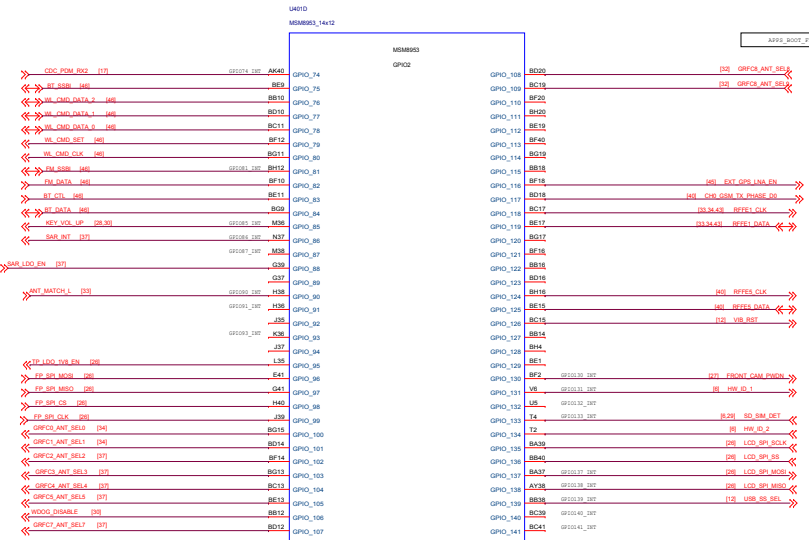 U401D
MSM8953_14x12
MSM8953
GPIO2
CDC_PDM_RX2 [17] GPIO74_INT AK40 GPIO_74
BT_SSBI [46] BE9 GPIO_75
WL_CMD_DATA_2 [46] BB10 GPIO_76
WL_CMD_DATA_1 [46] BD10 GPIO_77
WL_CMD_DATA_0 [46] BC11 GPIO_78
WL_CMD_SET [46] BF12 GPIO_79
WL_CMD_CLK [46] BG11 GPIO_80
FM_SSBI [46] GPIO81_INT BH12 GPIO_81
FM_DATA [46] BF10 GPIO_82
BT_CTL [46] BE11 GPIO_83
BT_DATA [46] BG9 GPIO_84
KEY_VOL_UP [28,30] GPIO85_INT M36 GPIO_85
SAR_INT [37] GPIO86_INT N37 GPIO_86
GPIO87_INT M38 GPIO_87
SAR_LDO_EN [37] G39 GPIO_88
G37 GPIO_89
ANT_MATCH_L [33] GPIO90_INT H38 GPIO_90
GPIO91_INT H36 GPIO_91
J35 GPIO_92
GPIO93_INT K36 GPIO_93
J37 GPIO_94
TP_LDO_1V8_EN [26] L35 GPIO_95
FP_SPI_MOSI [26] E41 GPIO_96
FP_SPI_MISO [26] G41 GPIO_97
FP_SPI_CS [26] H40 GPIO_98
FP_SPI_CLK [26] J39 GPIO_99
GRFC0_ANT_SEL0 [34] BG15 GPIO_100
GRFC1_ANT_SEL1 [34] BD14 GPIO_101
GRFC2_ANT_SEL2 [37] BF14 GPIO_102
GRFC3_ANT_SEL3 [37] BG13 GPIO_103
GRFC4_ANT_SEL4 [37] BC13 GPIO_104
GRFC5_ANT_SEL5 [37] BE13 GPIO_105
WDOG_DISABLE [30] BB12 GPIO_106
GRFC7_ANT_SEL7 [37] BD12 GPIO_107
GPIO_108 BD20 [32] GRFC8_ANT_SEL8
GPIO_109 BC19 [32] GRFC8_ANT_SEL9
GPIO_110 BF20
GPIO_111 BH20
GPIO_112 BE19
GPIO_113 BF40
GPIO_114 BG19
GPIO_115 BB18
GPIO_116 BF18 [45] EXT_GPS_LNA_EN
GPIO_117 BD18 [40] CH0_GSM_TX_PHASE_D0
GPIO_118 BC17 [33,34,43] RFFE1_CLK
GPIO_119 BE17 [33,34,43] RFFE1_DATA
GPIO_120 BG17
GPIO_121 BF16
GPIO_122 BB16
GPIO_123 BD16
GPIO_124 BH16 [40] RFFE5_CLK
GPIO_125 BE15 [40] RFFE5_DATA
GPIO_126 BC15 [12] VIB_RST
GPIO_127 BB14
GPIO_128 BH4
GPIO_129 BE1
GPIO_130 BF2 GPIO130_INT [27] FRONT_CAM_PWDN
GPIO_131 V6 GPIO131_INT [6] HW_ID_1
GPIO_132 U5 GPIO132_INT
GPIO_133 T4 GPIO133_INT [6,29] SD_SIM_DET
GPIO_134 T2 [6] HW_ID_2
GPIO_135 BA39 [26] LCD_SPI_SCLK
GPIO_136 BB40 [26] LCD_SPI_SS
GPIO_137 BA37 GPIO137_INT [26] LCD_SPI_MOSI
GPIO_138 AY38 GPIO138_INT [26] LCD_SPI_MISO
GPIO_139 BB38 GPIO139_INT [12] USB_SS_SEL
GPIO_140 BC39 GPIO140_INT
GPIO_141 BC41 GPIO141_INT